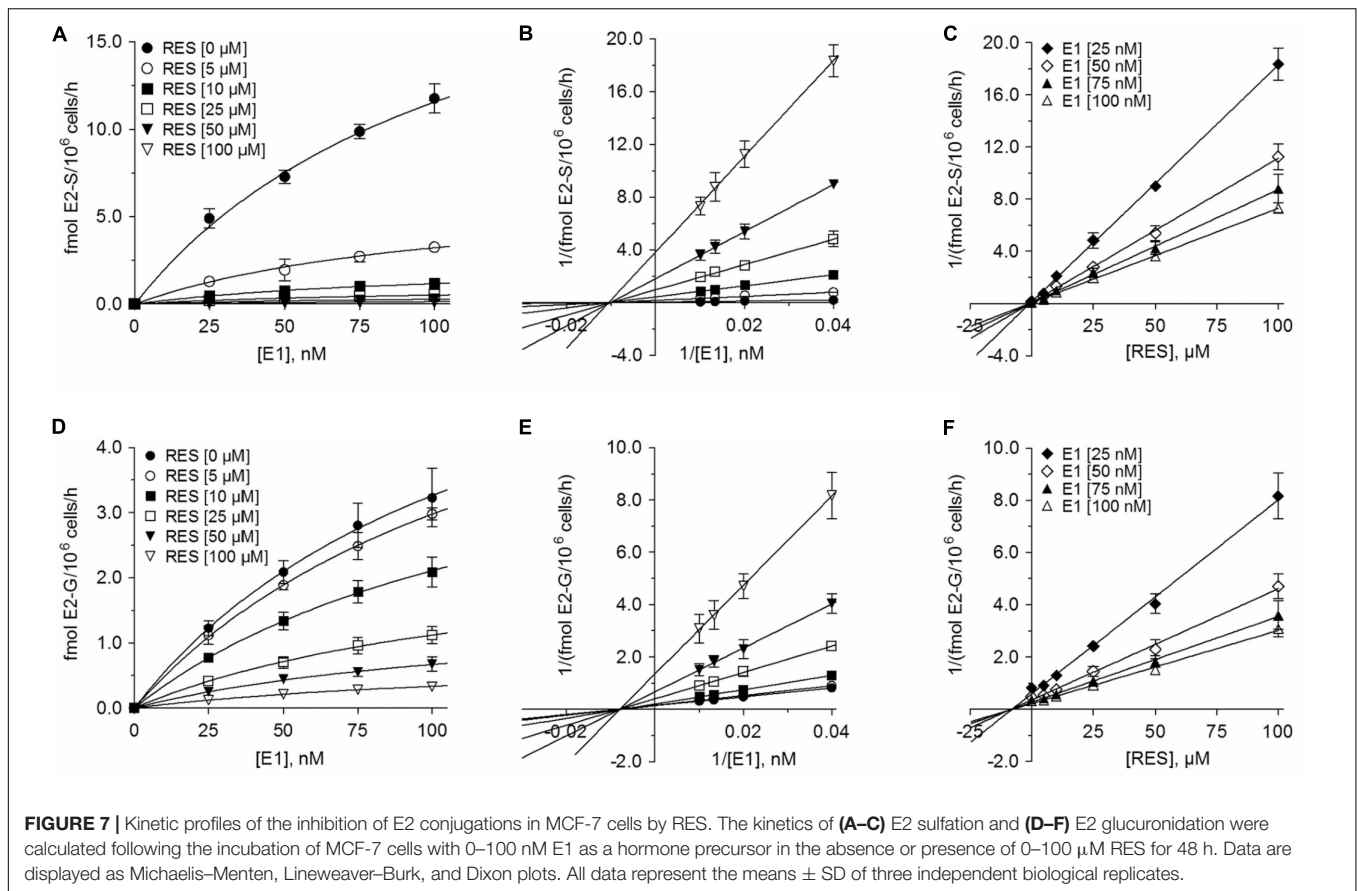 A
fmol E2-S/10⁶ cells/h
15.0
10.0
5.0
0.0
RES [0 µM]
RES [5 µM]
RES [10 µM]
RES [25 µM]
RES [50 µM]
RES [100 µM]
0 25 50 75 100
[E1], nM
B
1/(fmol E2-S/10⁶ cells/h)
20.0
16.0
12.0
8.0
4.0
-4.0
-0.02 0.02 0.04
1/[E1], nM
C
1/(fmol E2-S/10⁶ cells/h)
20.0
16.0
12.0
8.0
4.0
-4.0
E1 [25 nM]
E1 [50 nM]
E1 [75 nM]
E1 [100 nM]
-25 25 50 75 100
[RES], µM
D
fmol E2-G/10⁶ cells/h
4.0
3.0
2.0
1.0
0.0
RES [0 µM]
RES [5 µM]
RES [10 µM]
RES [25 µM]
RES [50 µM]
RES [100 µM]
0 25 50 75 100
[E1], nM
E
1/(fmol E2-G/10⁶ cells/h)
10.0
8.0
6.0
4.0
2.0
-2.0
-0.02 0.02 0.04
1/[E1], nM
F
1/(fmol E2-G/10⁶ cells/h)
10.0
8.0
6.0
4.0
2.0
-2.0
E1 [25 nM]
E1 [50 nM]
E1 [75 nM]
E1 [100 nM]
-25 25 50 75 100
[RES], µM
FIGURE 7 | Kinetic profiles of the inhibition of E2 conjugations in MCF-7 cells by RES. The kinetics of (A–C) E2 sulfation and (D–F) E2 glucuronidation were
calculated following the incubation of MCF-7 cells with 0–100 nM E1 as a hormone precursor in the absence or presence of 0–100 μM RES for 48 h. Data are
displayed as Michaelis–Menten, Lineweaver–Burk, and Dixon plots. All data represent the means ± SD of three independent biological replicates.